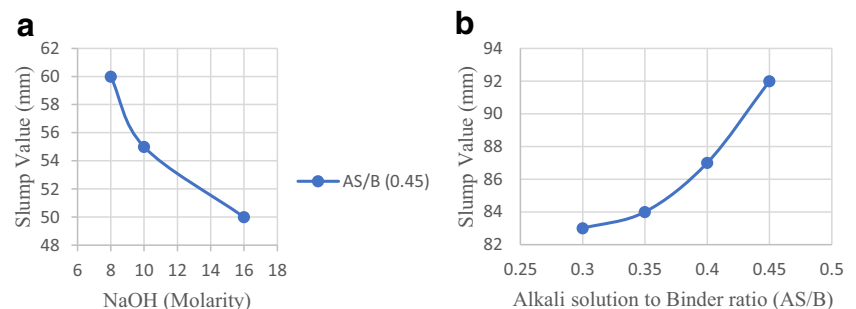 a
62
60
58
56
54
52
50
48
6 8 10 12 14 16 18
Slump Value (mm)
NaOH (Molarity)
AS/B (0.45)
b
94
92
90
88
86
84
82
0.25 0.3 0.35 0.4 0.45 0.5
Slump Value (mm)
Alkali solution to Binder ratio (AS/B)